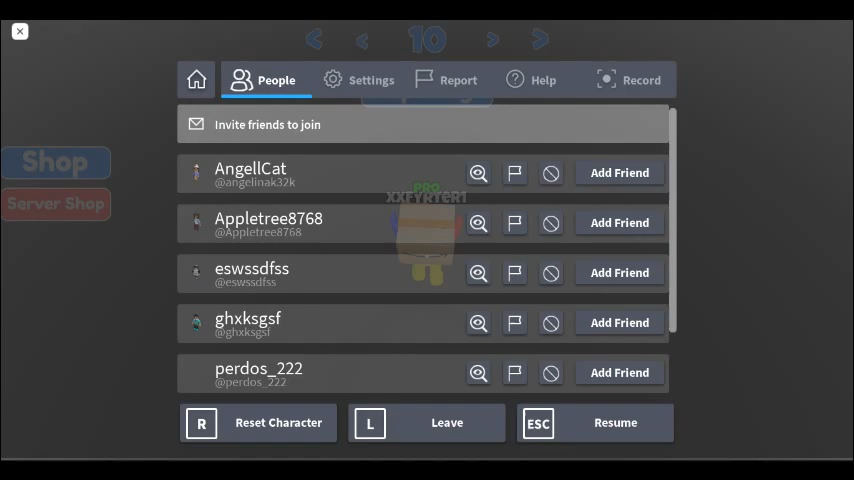 < < 10 > >
People
Settings
Report
Help
Record
Invite friends to join
Shop
Server Shop
AngellCat
@angelinak32k
Add Friend
PRO
XXFYRTER1
Appletree8768
@Appletree8768
Add Friend
eswssdfss
@eswssdfss
Add Friend
ghxksgsf
@ghxksgsf
Add Friend
perdos_222
@perdos_222
Add Friend
R Reset Character
L Leave
ESC Resume